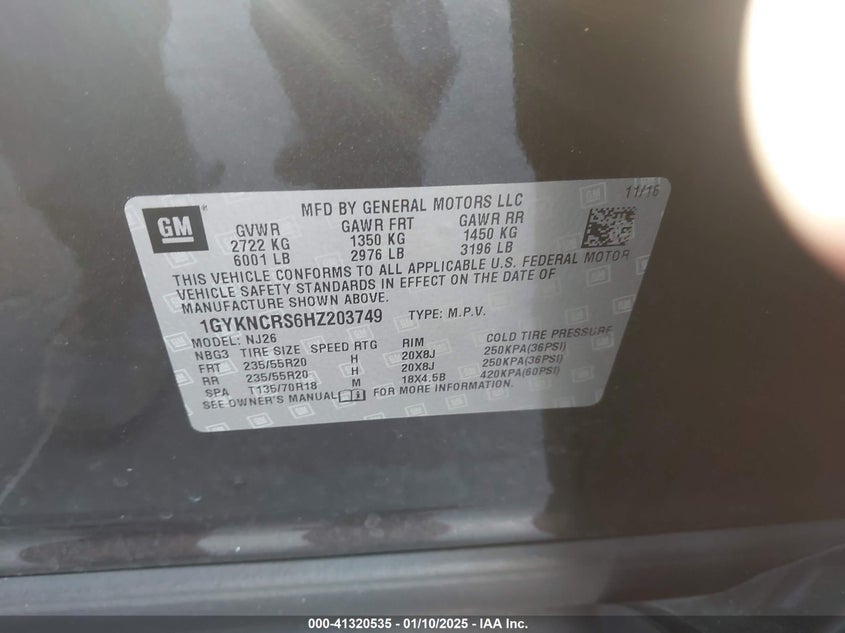 GM
MFD BY GENERAL MOTORS LLC
11/16
GVWR GAWR FRT GAWR RR
2722 KG 1350 KG 1450 KG
6001 LB 2976 LB 3196 LB
THIS VEHICLE CONFORMS TO ALL APPLICABLE U.S. FEDERAL MOTOR
VEHICLE SAFETY STANDARDS IN EFFECT ON THE DATE OF
MANUFACTURE SHOWN ABOVE.
1GYKNCRS6HZ203749 TYPE: M.P.V.
MODEL: NJ26
NBG3 TIRE SIZE SPEED RTG RIM COLD TIRE PRESSURE
FRT 235/55R20 H 20X8J 250KPA(36PSI)
RR 235/55R20 H 20X8J 250KPA(36PSI)
SPA T135/70R18 M 18X4.5B 420KPA(60PSI)
SEE OWNER'S MANUAL FOR MORE INFORMATION.
000-41320535 - 01/10/2025 - IAA Inc.